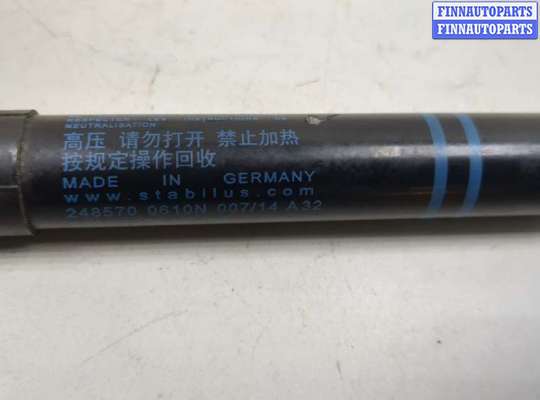 FINNAUTOPARTS
FINNAUTOPARTS
NEUTRALISATION
高压 请勿打开 禁止加热
按规定操作回收
MADE IN GERMANY
www.stabilus.com
248570 0610N 007/14 A32